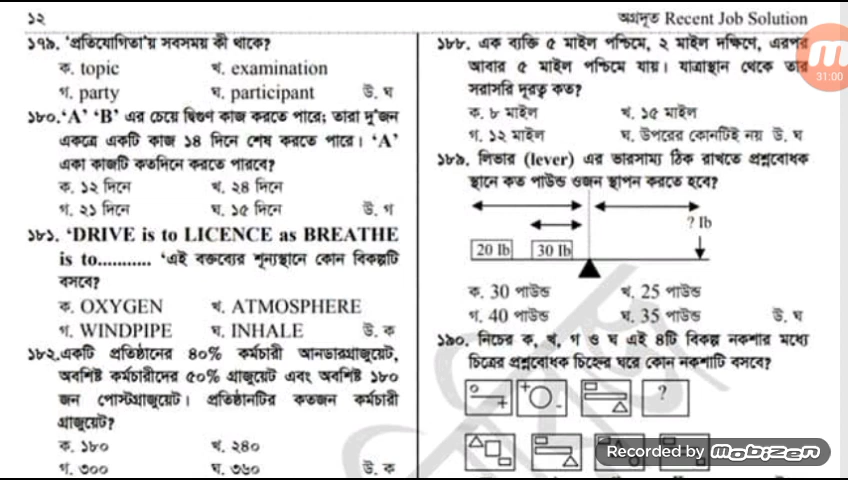 ১২
অগ্রদূত Recent Job Solution
১৭৯. ‘প্রতিযোগিতা’য় সবসময় কী থাকে?
ক. topic খ. examination
গ. party ঘ. participant উ. ঘ
১৮০. ‘A’ ‘B’ এর চেয়ে দ্বিগুণ কাজ করতে পারে; তারা দু’জন
একত্রে একটি কাজ ১৪ দিনে শেষ করতে পারে। ‘A’
একা কাজটি কতদিনে করতে পারবে?
ক. ১২ দিনে খ. ২৪ দিনে
গ. ২১ দিনে ঘ. ১৫ দিনে উ. গ
১৮১. ‘DRIVE is to LICENCE as BREATHE
is to........... ‘এই বক্তব্যের শূন্যস্থানে কোন বিকল্পটি
বসবে?
ক. OXYGEN খ. ATMOSPHERE
গ. WINDPIPE ঘ. INHALE উ. ক
১৮২. একটি প্রতিষ্ঠানের ৪০% কর্মচারী আনডারগ্রাজুয়েট,
অবশিষ্ট কর্মচারীদের ৫০% গ্রাজুয়েট এবং অবশিষ্ট ১৮০
জন পোস্টগ্রাজুয়েট। প্রতিষ্ঠানটির কতজন কর্মচারী
গ্রাজুয়েট?
ক. ১৮০ খ. ২৪০
গ. ৩০০ ঘ. ৩৬০ উ. ক
১৮৮. এক ব্যক্তি ৫ মাইল পশ্চিমে, ২ মাইল দক্ষিণে, এরপর
আবার ৫ মাইল পশ্চিমে যায়। যাত্রাস্থান থেকে তার
সরাসরি দূরত্ব কত?
ক. ৮ মাইল খ. ১৫ মাইল
গ. ১২ মাইল ঘ. উপরের কোনটিই নয় উ. ঘ
১৮৯. লিভার (lever) এর ভারসাম্য ঠিক রাখতে প্রশ্নবোধক
স্থানে কত পাউন্ড ওজন স্থাপন করতে হবে?
? Ib
20 Ib 30 Ib
ক. 30 পাউন্ড খ. 25 পাউন্ড
গ. 40 পাউন্ড ঘ. 35 পাউন্ড উ. ঘ
১৯০. নিচের ক, খ, গ ও ঘ এই ৪টি বিকল্প নকশার মধ্যে
চিত্রের প্রশ্নবোধক চিহ্নের ঘরে কোন নকশাটি বসবে?
?
31:00
Recorded by mobizen